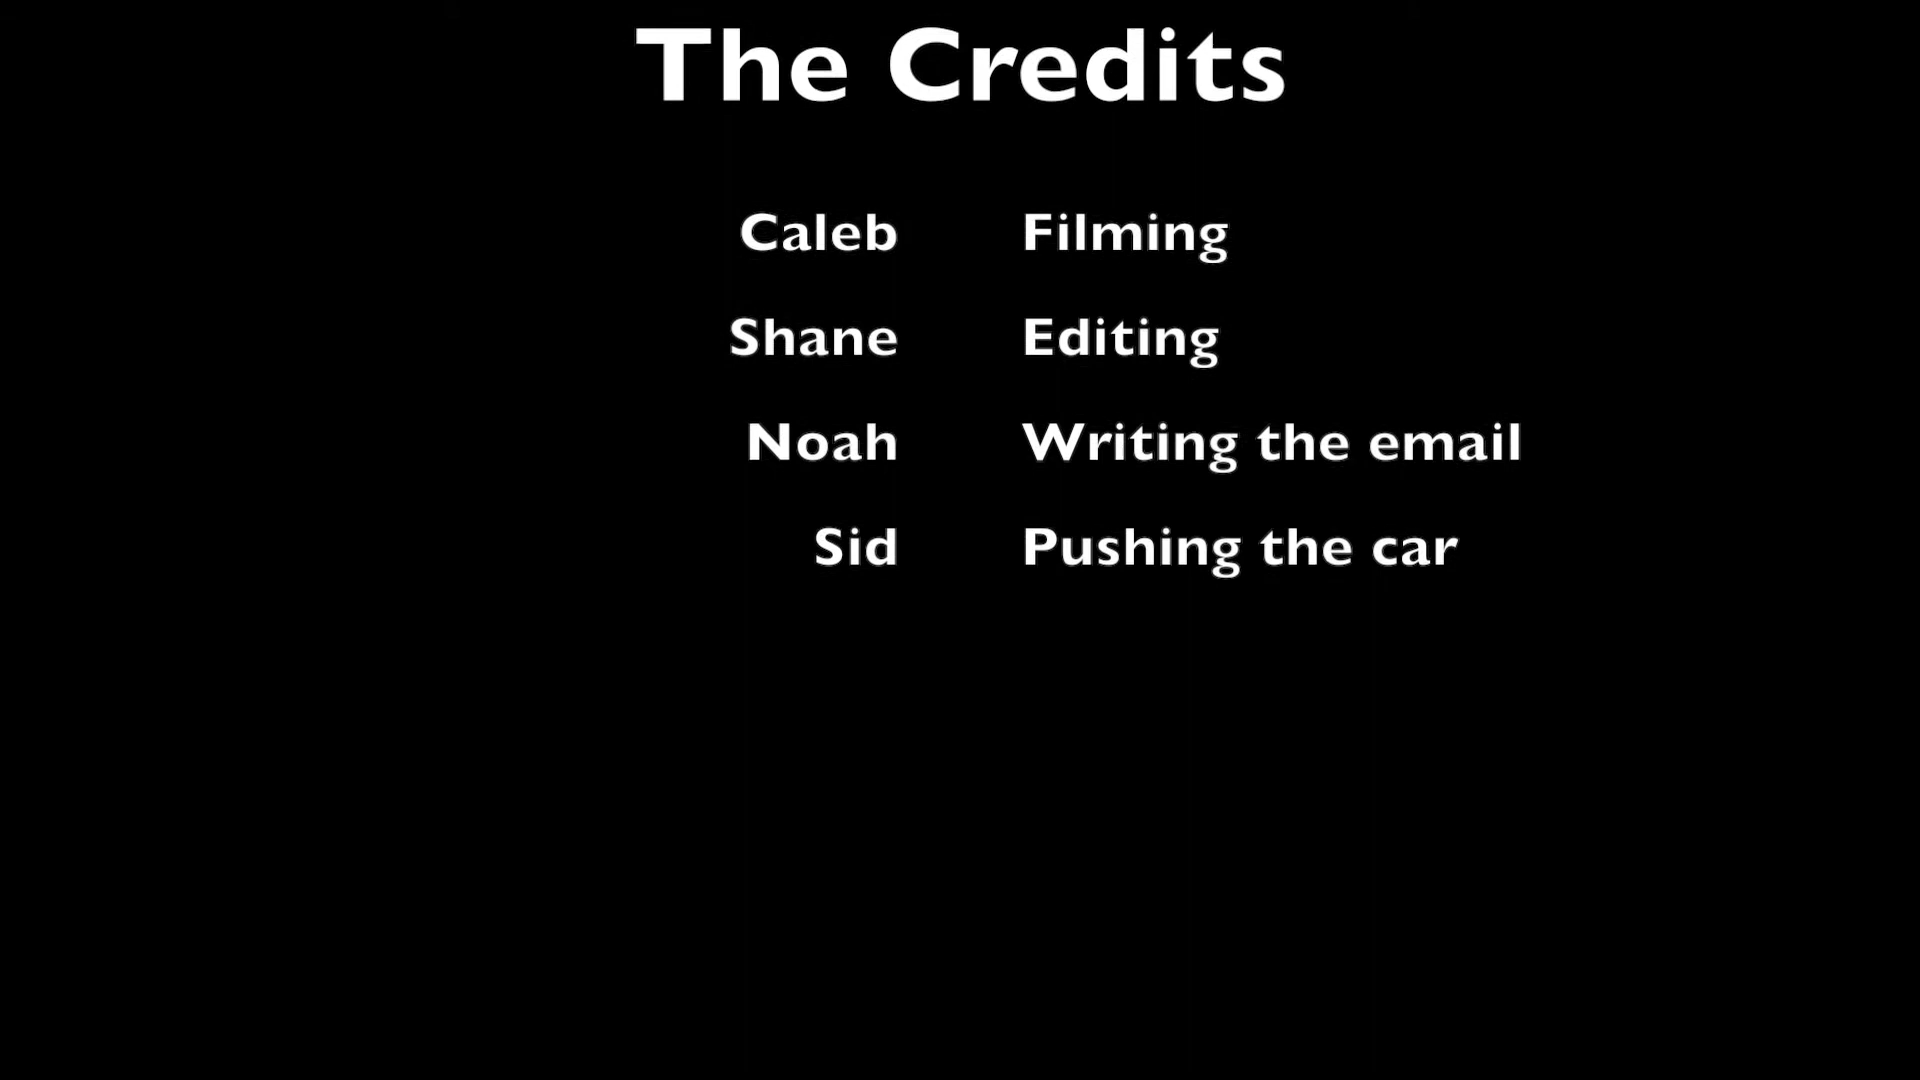 The Credits
Caleb Filming
Shane Editing
Noah Writing the email
Sid Pushing the car